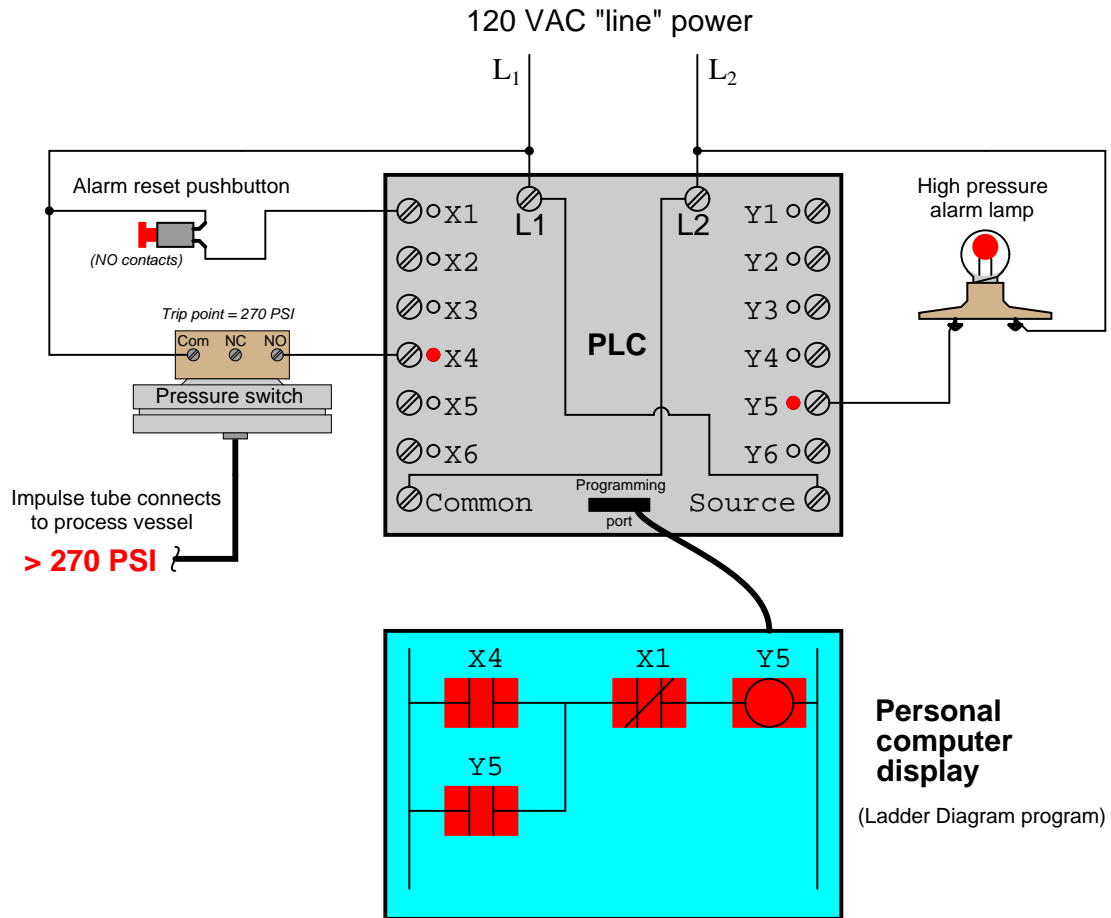 120 VAC "line" power
L1
L2
Alarm reset pushbutton
(NO contacts)
High pressure
alarm lamp
L1
L2
X1
X2
X3
X4
X5
X6
Common
PLC
Y1
Y2
Y3
Y4
Y5
Y6
Source
Trip point = 270 PSI
Com NC NO
Pressure switch
Impulse tube connects
to process vessel
> 270 PSI
Programming
port
X4 X1 Y5
Y5
Personal
computer
display
(Ladder Diagram program)